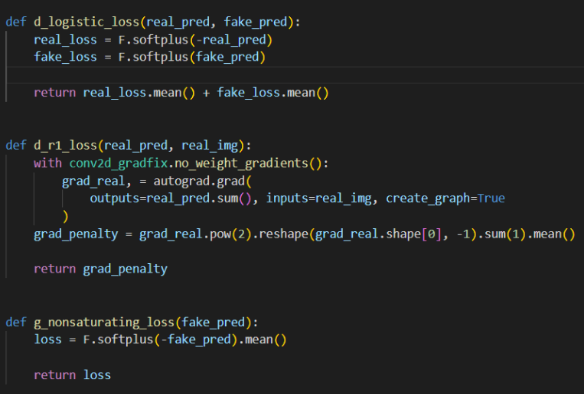 def d_logistic_loss(real_pred, fake_pred):
    real_loss = F.softplus(-real_pred)
    fake_loss = F.softplus(fake_pred)
    return real_loss.mean() + fake_loss.mean()
def d_r1_loss(real_pred, real_img):
    with conv2d_gradfix.no_weight_gradients():
        grad_real, = autograd.grad(
            outputs=real_pred.sum(), inputs=real_img, create_graph=True
        )
    grad_penalty = grad_real.pow(2).reshape(grad_real.shape[0], -1).sum(1).mean()
    return grad_penalty
def g_nonsaturating_loss(fake_pred):
    loss = F.softplus(-fake_pred).mean()
    return loss